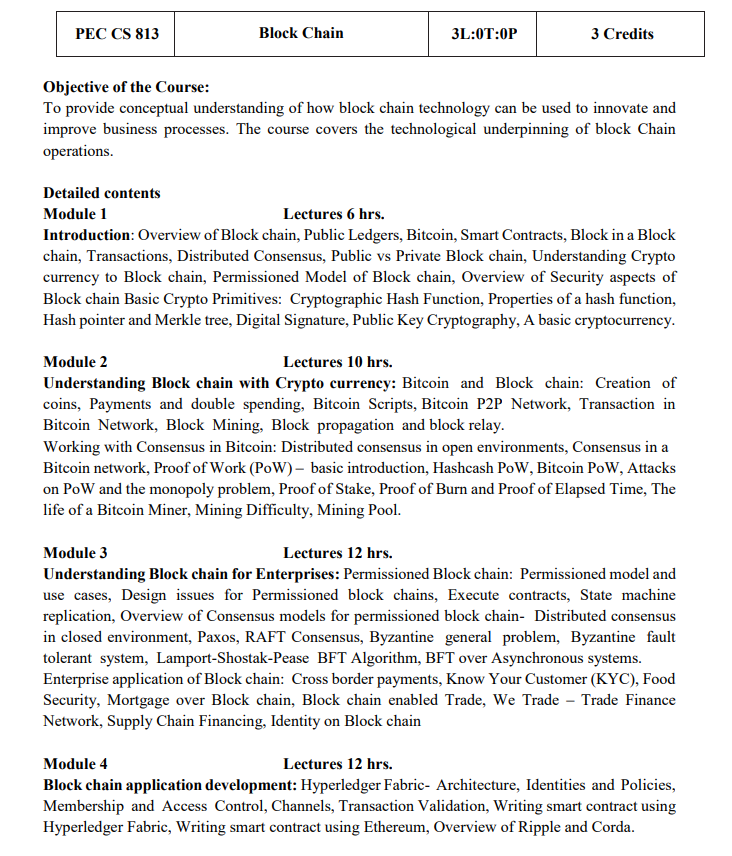 PEC CS 813 Block Chain 3L:0T:0P 3 Credits
Objective of the Course:
To provide conceptual understanding of how block chain technology can be used to innovate and
improve business processes. The course covers the technological underpinning of block Chain
operations.
Detailed contents
Module 1 Lectures 6 hrs.
Introduction: Overview of Block chain, Public Ledgers, Bitcoin, Smart Contracts, Block in a Block
chain, Transactions, Distributed Consensus, Public vs Private Block chain, Understanding Crypto
currency to Block chain, Permissioned Model of Block chain, Overview of Security aspects of
Block chain Basic Crypto Primitives: Cryptographic Hash Function, Properties of a hash function,
Hash pointer and Merkle tree, Digital Signature, Public Key Cryptography, A basic cryptocurrency.
Module 2 Lectures 10 hrs.
Understanding Block chain with Crypto currency: Bitcoin and Block chain: Creation of
coins, Payments and double spending, Bitcoin Scripts, Bitcoin P2P Network, Transaction in
Bitcoin Network, Block Mining, Block propagation and block relay.
Working with Consensus in Bitcoin: Distributed consensus in open environments, Consensus in a
Bitcoin network, Proof of Work (PoW) – basic introduction, Hashcash PoW, Bitcoin PoW, Attacks
on PoW and the monopoly problem, Proof of Stake, Proof of Burn and Proof of Elapsed Time, The
life of a Bitcoin Miner, Mining Difficulty, Mining Pool.
Module 3 Lectures 12 hrs.
Understanding Block chain for Enterprises: Permissioned Block chain: Permissioned model and
use cases, Design issues for Permissioned block chains, Execute contracts, State machine
replication, Overview of Consensus models for permissioned block chain- Distributed consensus
in closed environment, Paxos, RAFT Consensus, Byzantine general problem, Byzantine fault
tolerant system, Lamport-Shostak-Pease BFT Algorithm, BFT over Asynchronous systems.
Enterprise application of Block chain: Cross border payments, Know Your Customer (KYC), Food
Security, Mortgage over Block chain, Block chain enabled Trade, We Trade – Trade Finance
Network, Supply Chain Financing, Identity on Block chain
Module 4 Lectures 12 hrs.
Block chain application development: Hyperledger Fabric- Architecture, Identities and Policies,
Membership and Access Control, Channels, Transaction Validation, Writing smart contract using
Hyperledger Fabric, Writing smart contract using Ethereum, Overview of Ripple and Corda.